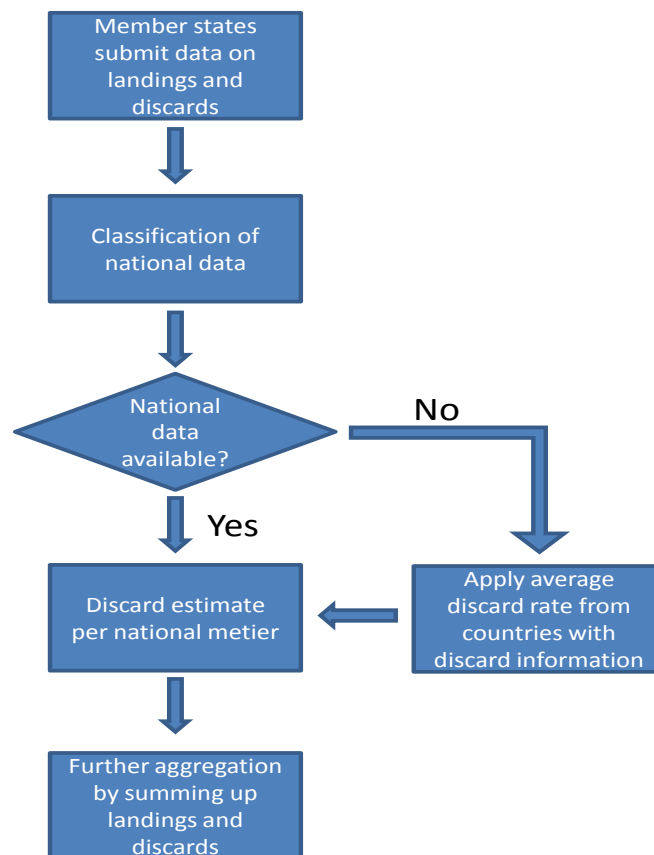 Member states
submit data on
landings and
discards
Classification of
national data
National
data
available?
No
Yes
Discard estimate
per national metier
Apply average
discard rate from
countries with
discard information
Further aggregation
by summing up
landings and
discards